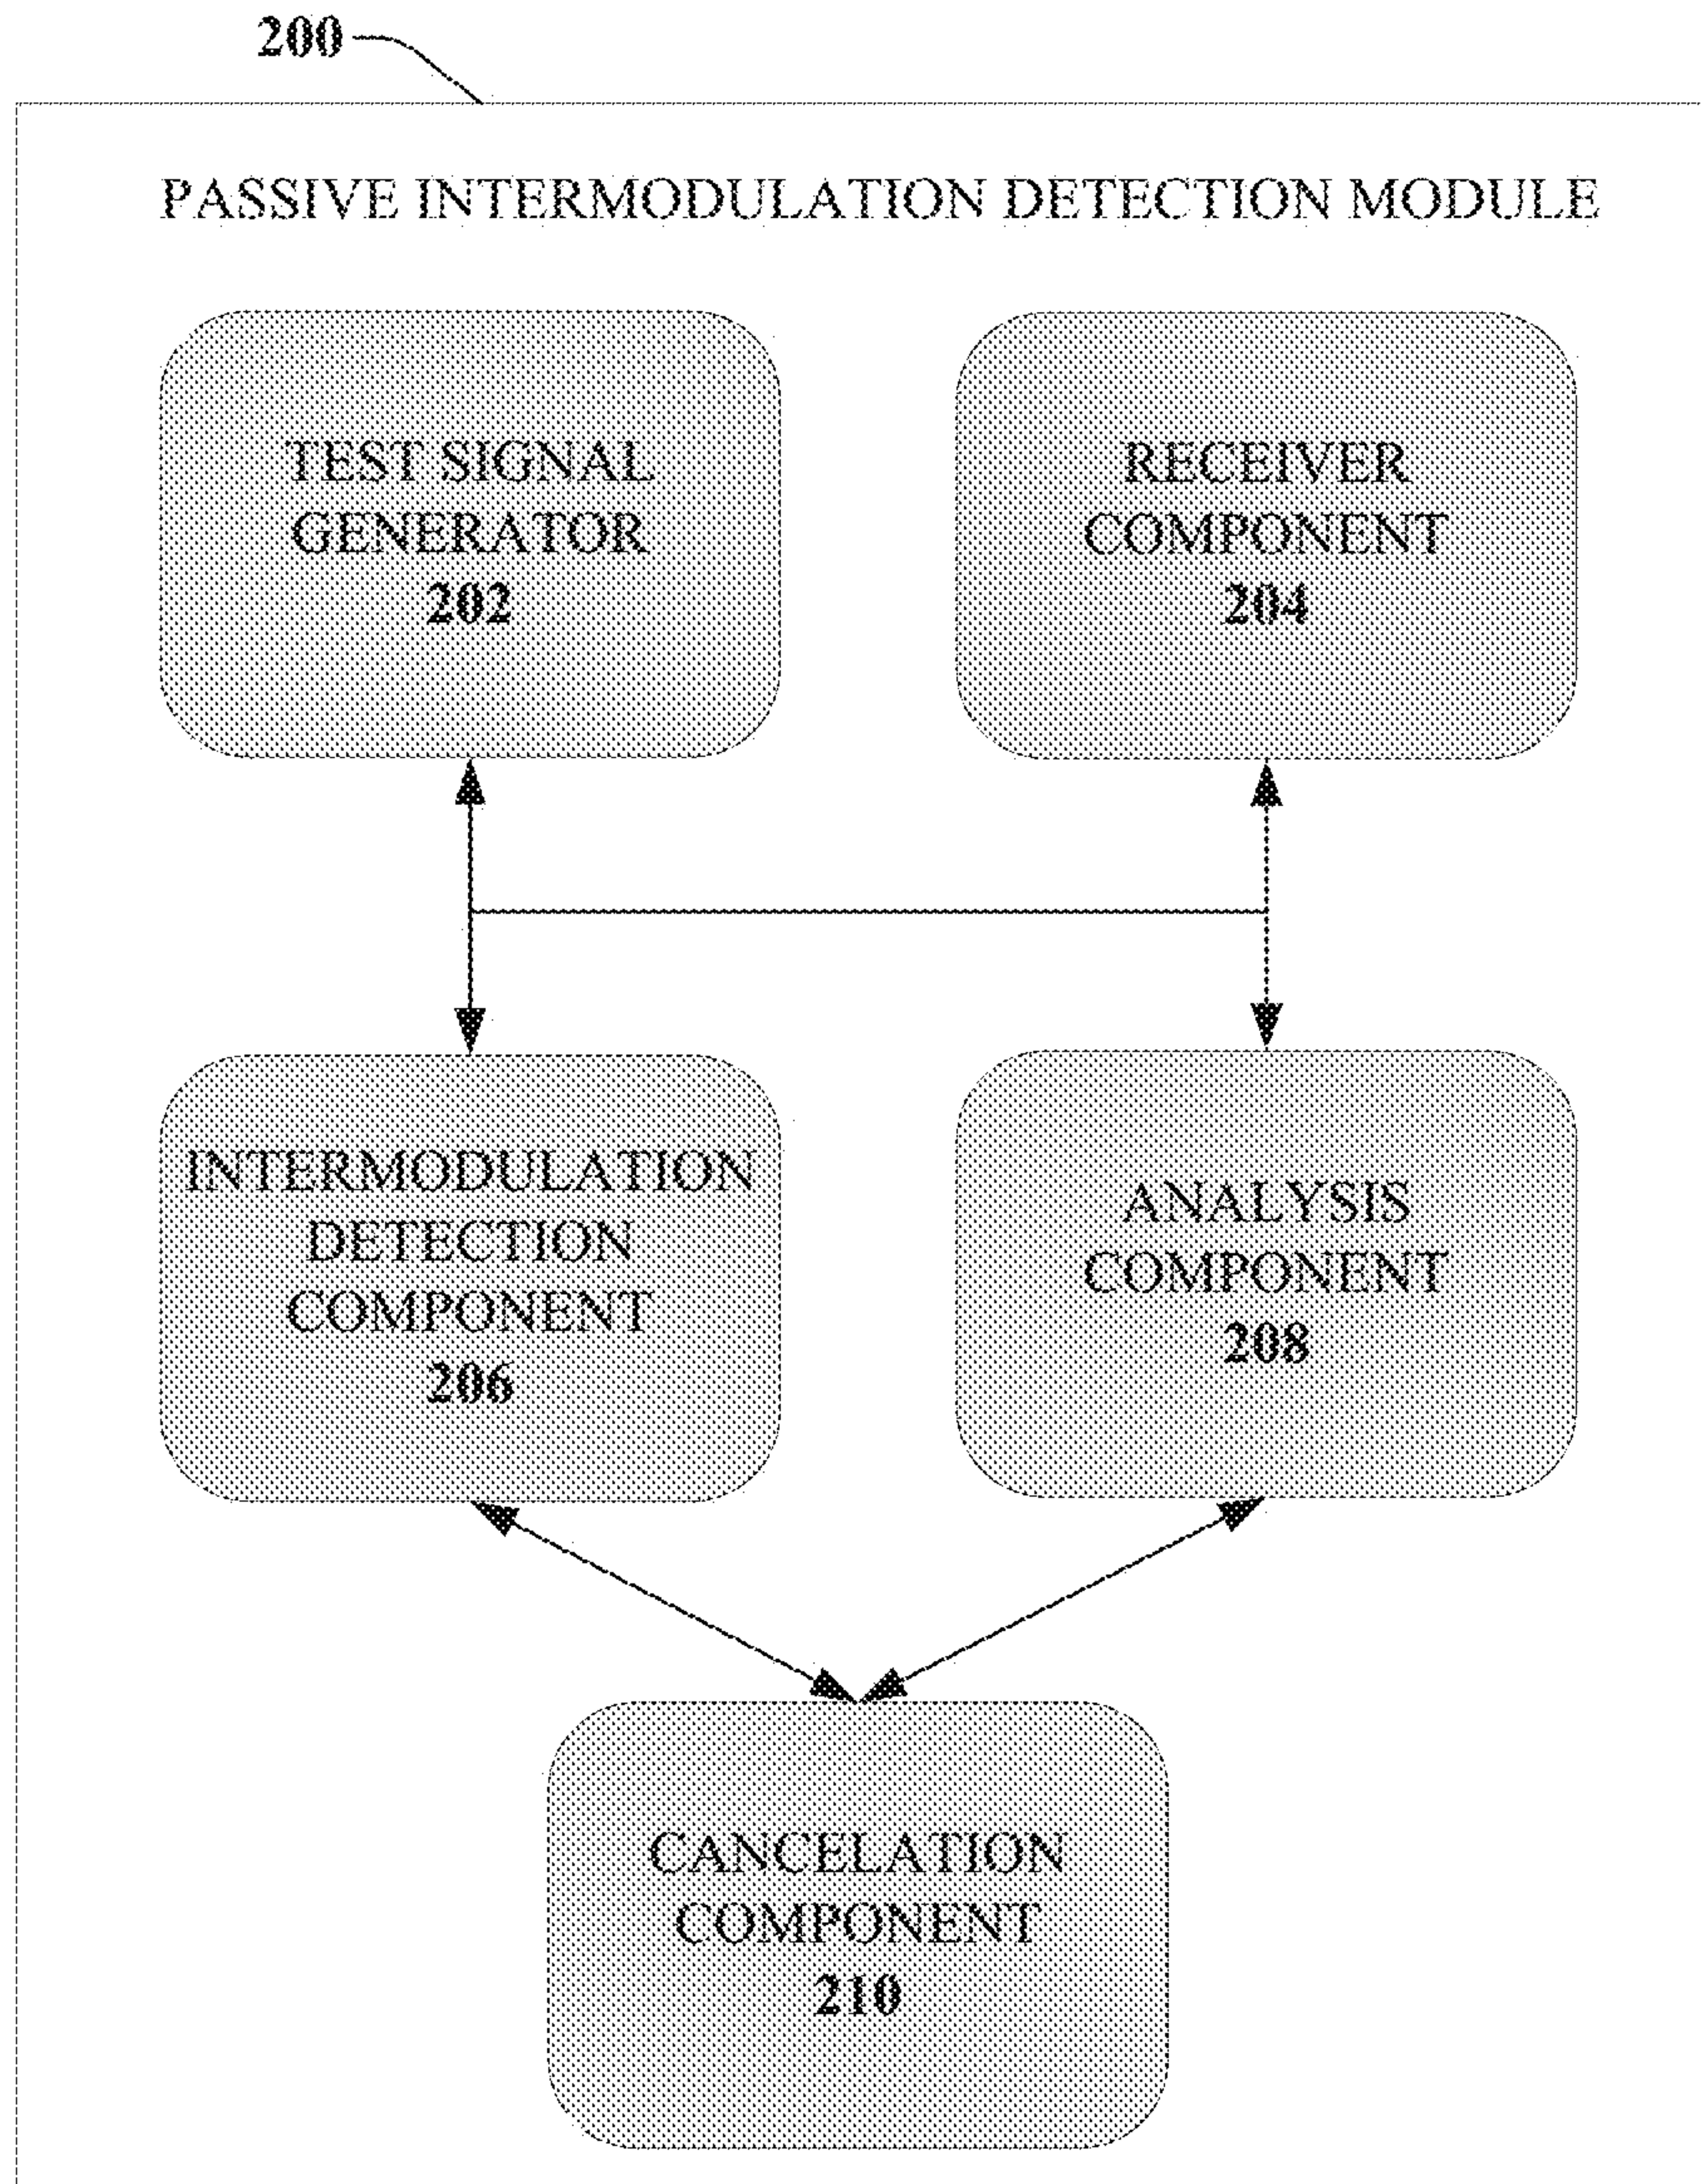 200
PASSIVE INTERMODULATION DETECTION MODULE
TEST SIGNAL
GENERATOR
202
RECEIVER
COMPONENT
204
INTERMODULATION
DETECTION
COMPONENT
206
ANALYSIS
COMPONENT
208
CANCELATION
COMPONENT
210